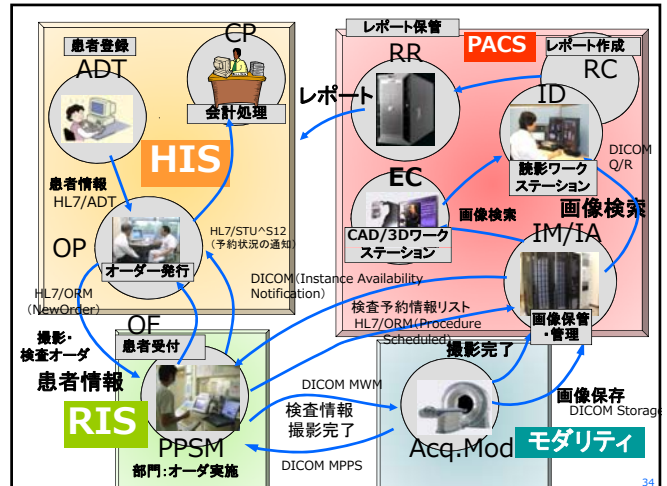 患者登録
ADT
CP
会計処理
HIS
患者情報
HL7/ADT
OP
オーダー発行
HL7/STU^S12
(予約状況の通知)
HL7/ORM
(NewOrder)
撮影・
検査オーダ
患者情報
OF
患者受付
RIS
PPSM
部門:オーダ実施
レポート保管
RR
PACS
レポート作成
RC
レポート
ID
読影ワーク
ステーション
DICOM
Q/R
EC
CAD/3Dワーク
ステーション
画像検索
画像検索
IM/IA
画像保管
・管理
DICOM(Instance Availability
Notification)
検査予約情報リスト
HL7/ORM(Procedure
Scheduled)
撮影完了
画像保存
DICOM Storage
DICOM MWM
検査情報
撮影完了
DICOM MPPS
Acq.Mod
モダリティ
34